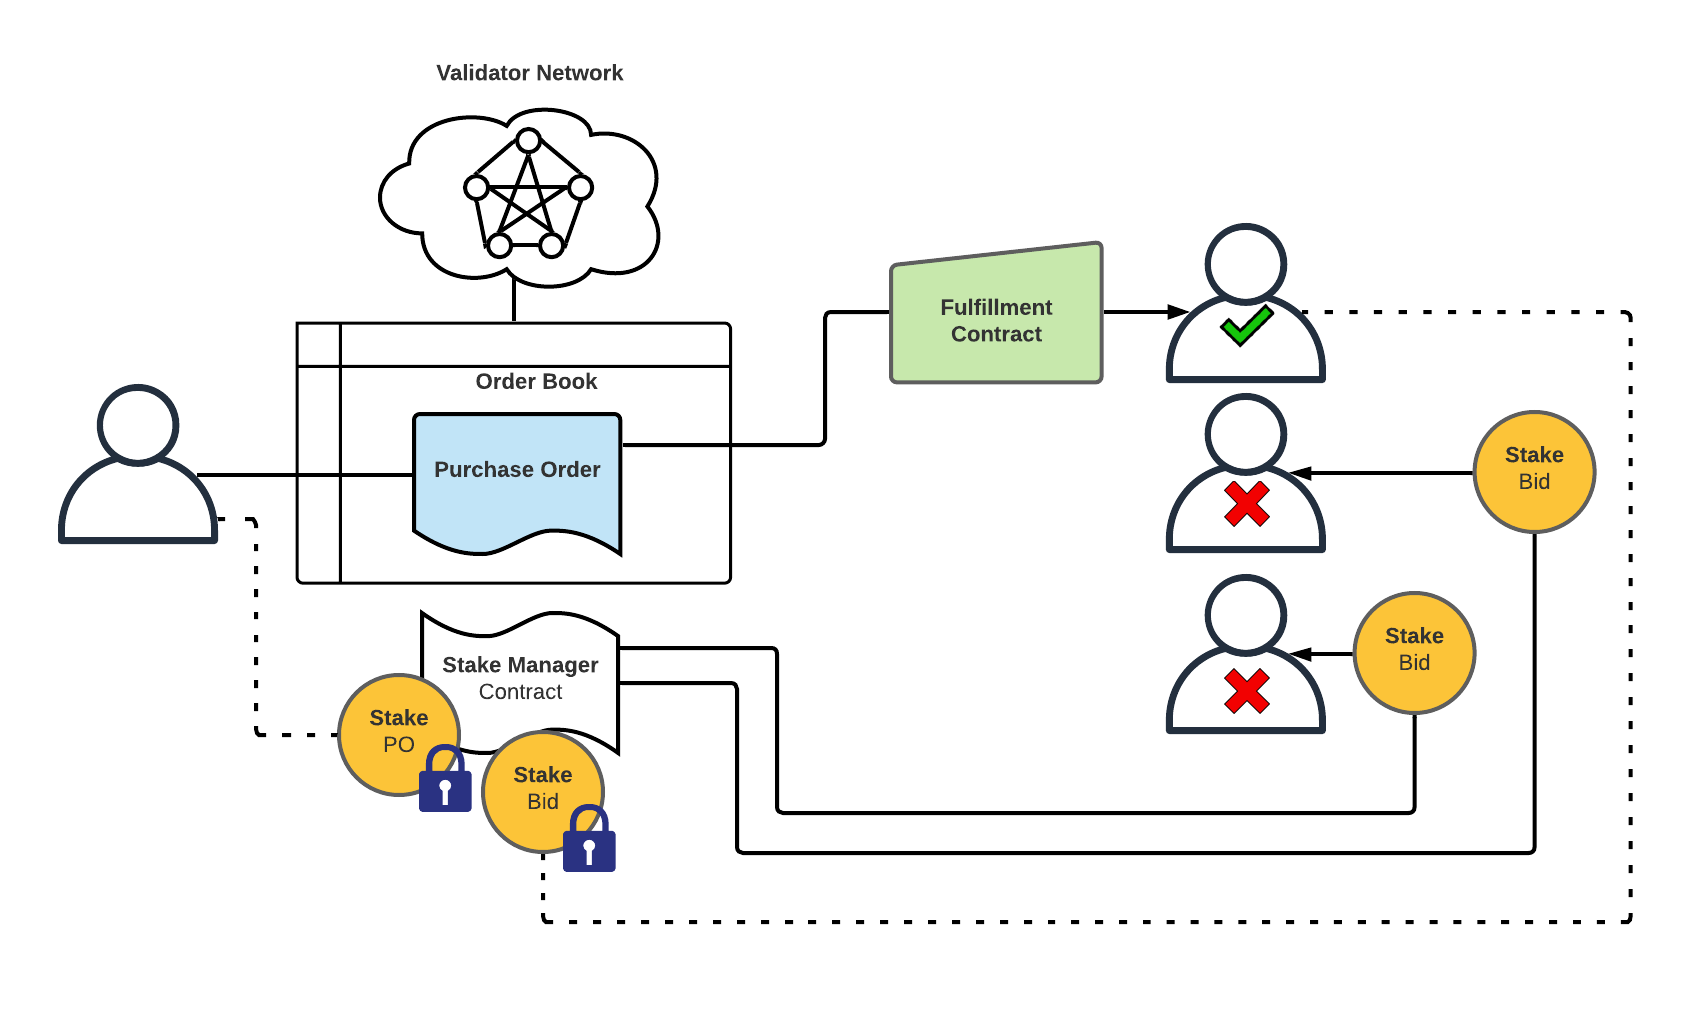 Validator Network
Order Book
Purchase Order
Fulfillment
Contract
Stake
Bid
Stake
Bid
Stake Manager
Contract
Stake
PO
Stake
Bid